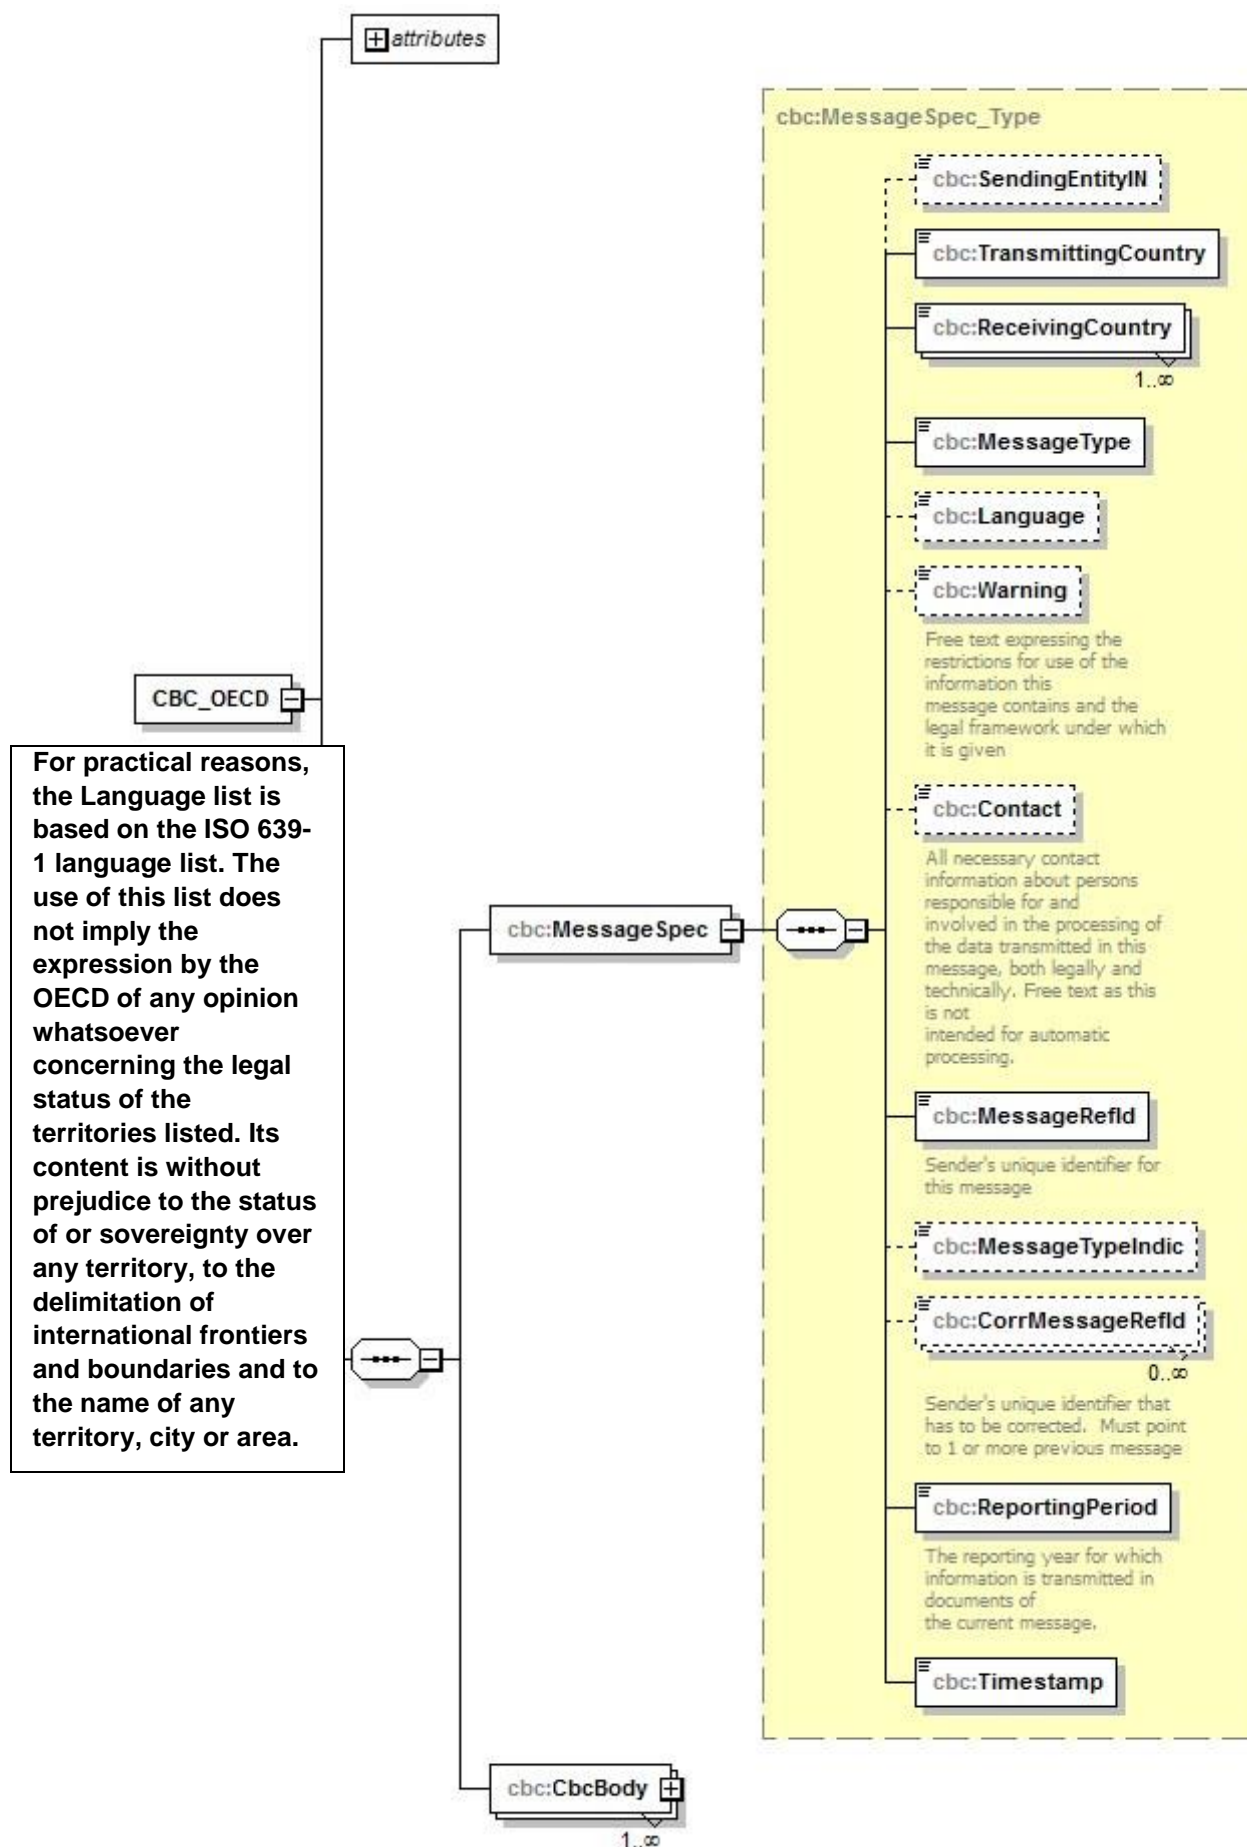 attributes
cbc:MessageSpec_Type
cbc:SendingEntityIN
cbc:TransmittingCountry
cbc:ReceivingCountry
1..∞
cbc:MessageType
cbc:Language
cbc:Warning
Free text expressing the
restrictions for use of the
information this
message contains and the
legal framework under which
it is given
CBC_OECD
For practical reasons,
the Language list is
based on the ISO 639-
1 language list. The
use of this list does
not imply the
expression by the
OECD of any opinion
whatsoever
concerning the legal
status of the
territories listed. Its
content is without
prejudice to the status
of or sovereignty over
any territory, to the
delimitation of
international frontiers
and boundaries and to
the name of any
territory, city or area.
cbc:Contact
All necessary contact
information about persons
responsible for and
involved in the processing of
the data transmitted in this
message, both legally and
technically. Free text as this
is not
intended for automatic
processing.
cbc:MessageSpec
cbc:MessageRefId
Sender's unique identifier for
this message
cbc:MessageTypeIndic
cbc:CorrMessageRefId
0..∞
Sender's unique identifier that
has to be corrected.  Must point
to 1 or more previous message
cbc:ReportingPeriod
The reporting year for which
information is transmitted in
documents of
the current message.
cbc:Timestamp
cbc:CbcBody
1..∞